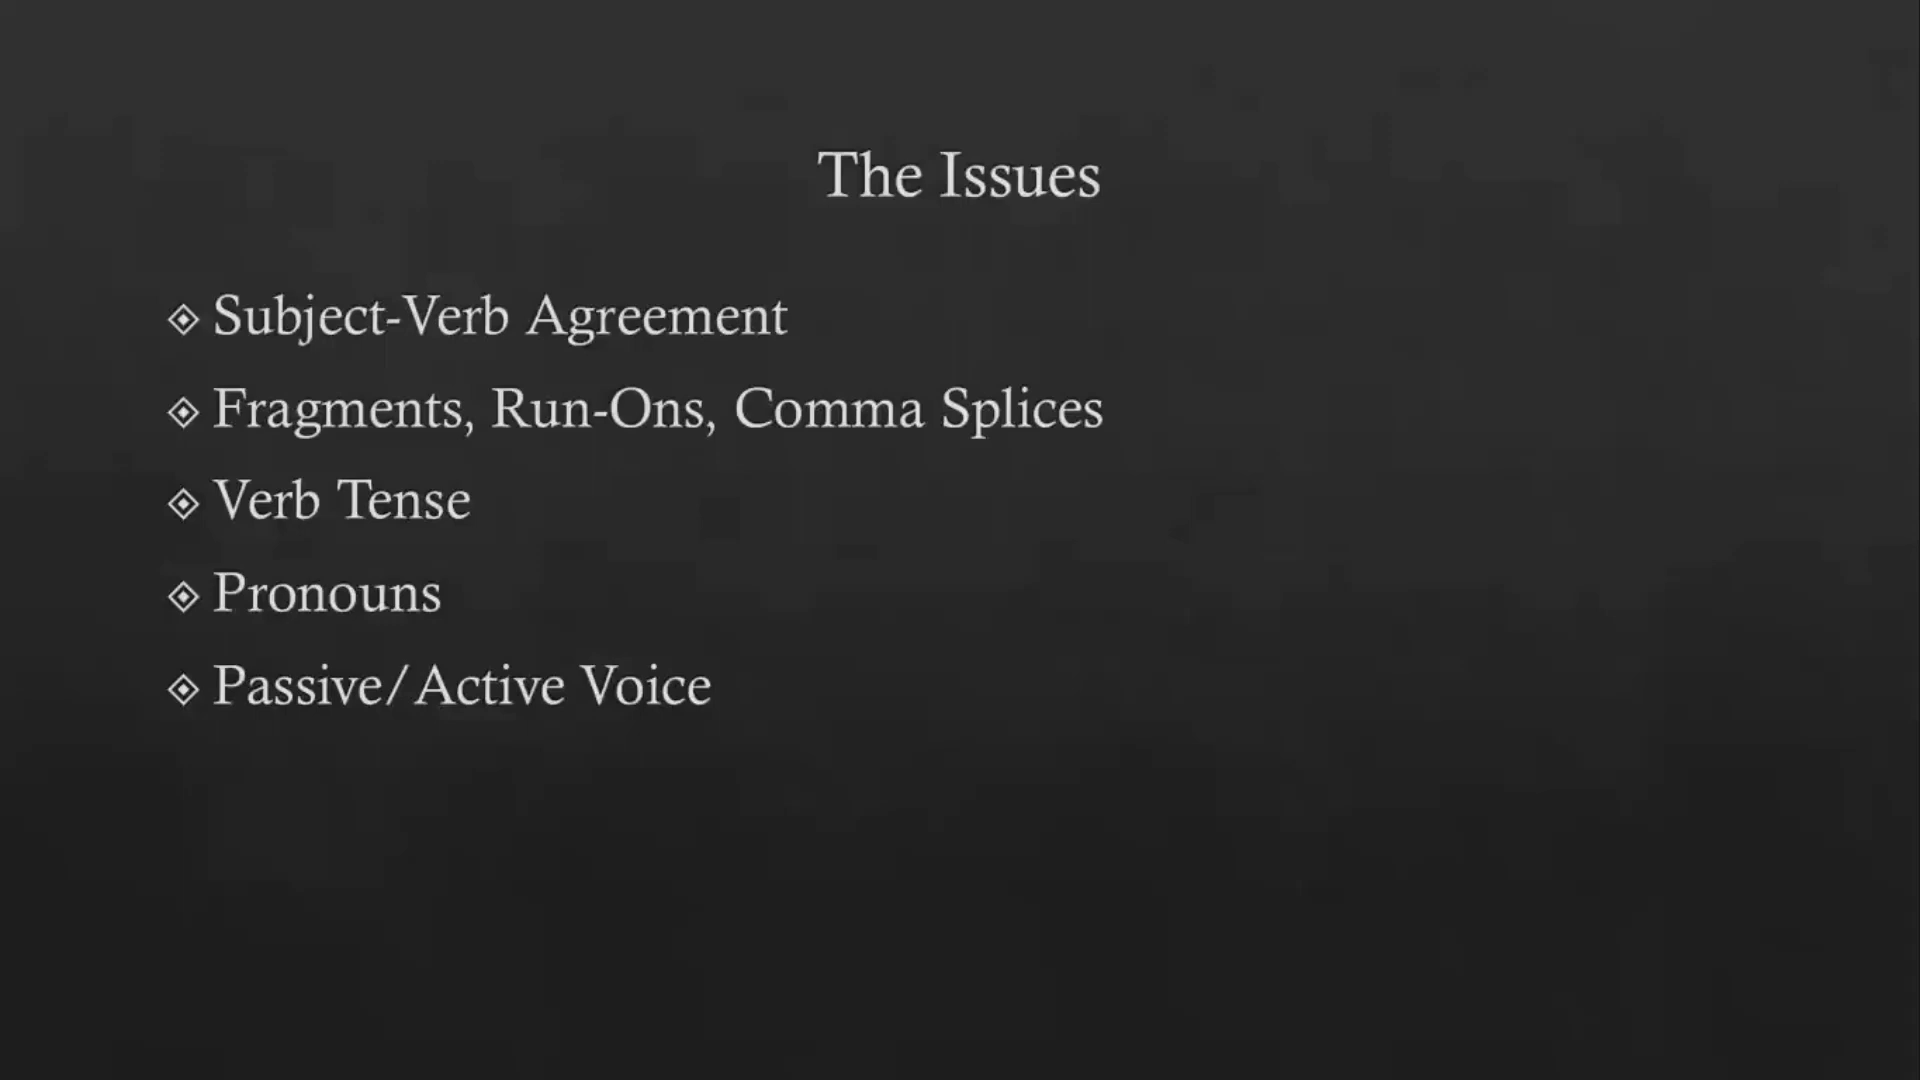 The Issues
Subject-Verb Agreement
Fragments, Run-Ons, Comma Splices
Verb Tense
Pronouns
Passive/Active Voice